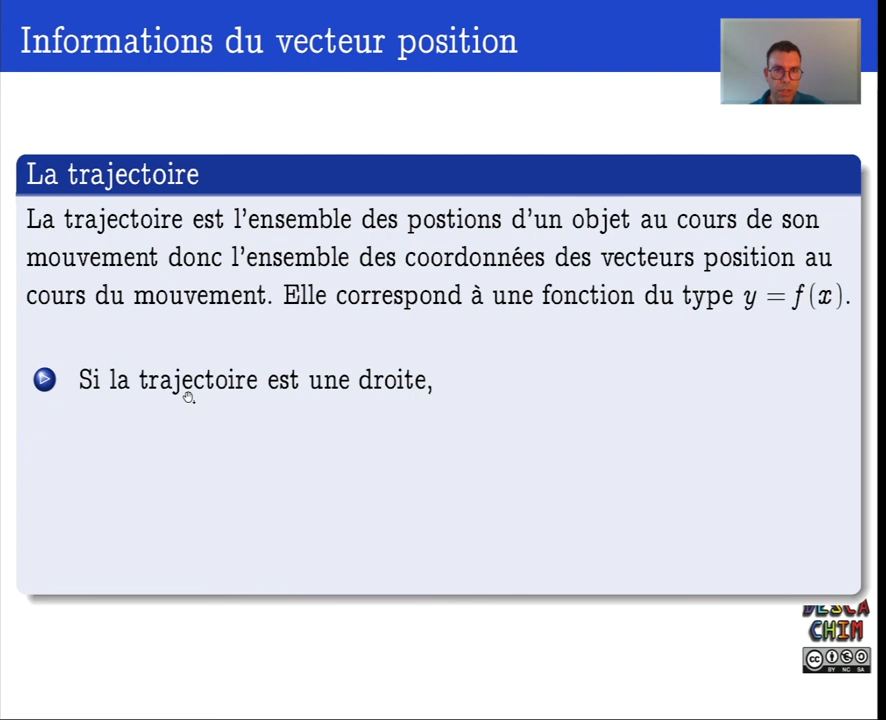 Informations du vecteur position
La trajectoire
La trajectoire est l'ensemble des postions d'un objet au cours de son
mouvement donc l'ensemble des coordonnées des vecteurs position au
cours du mouvement. Elle correspond à une fonction du type y = f(x).
Si la trajectoire est une droite,
DESCA
CHIM
cc
BY NC SA